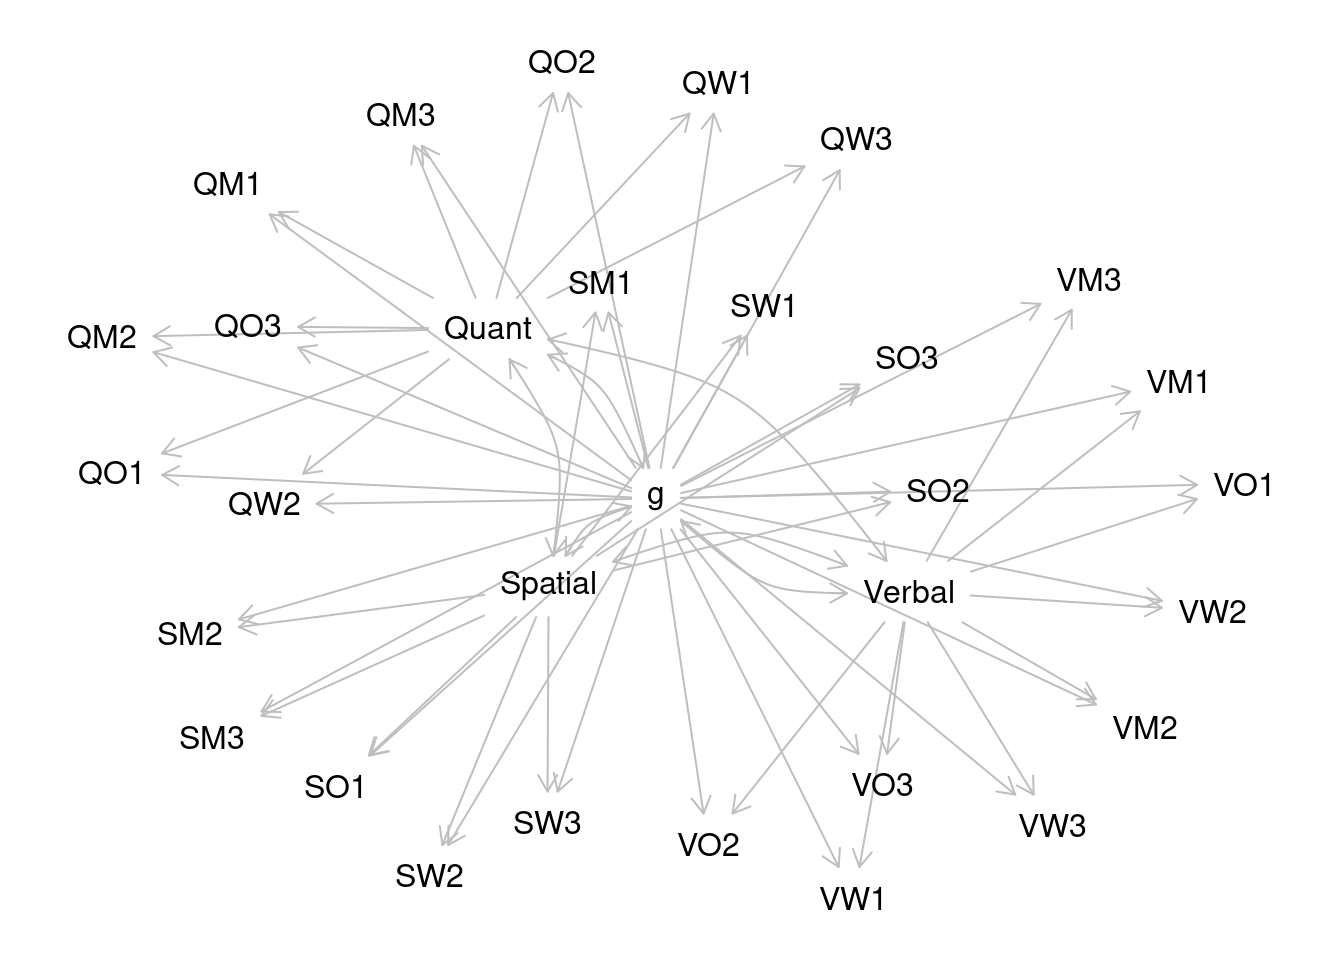 QO2
QW1
QM3
QW3
QM1
SM1
VM3
SW1
QO3
Quant
QM2
SO3
VM1
QO1
VO1
SO2
g
QW2
Spatial
Verbal
VW2
SM2
VM2
SM3
VO3
SO1
SW3
VW3
VO2
SW2
VW1